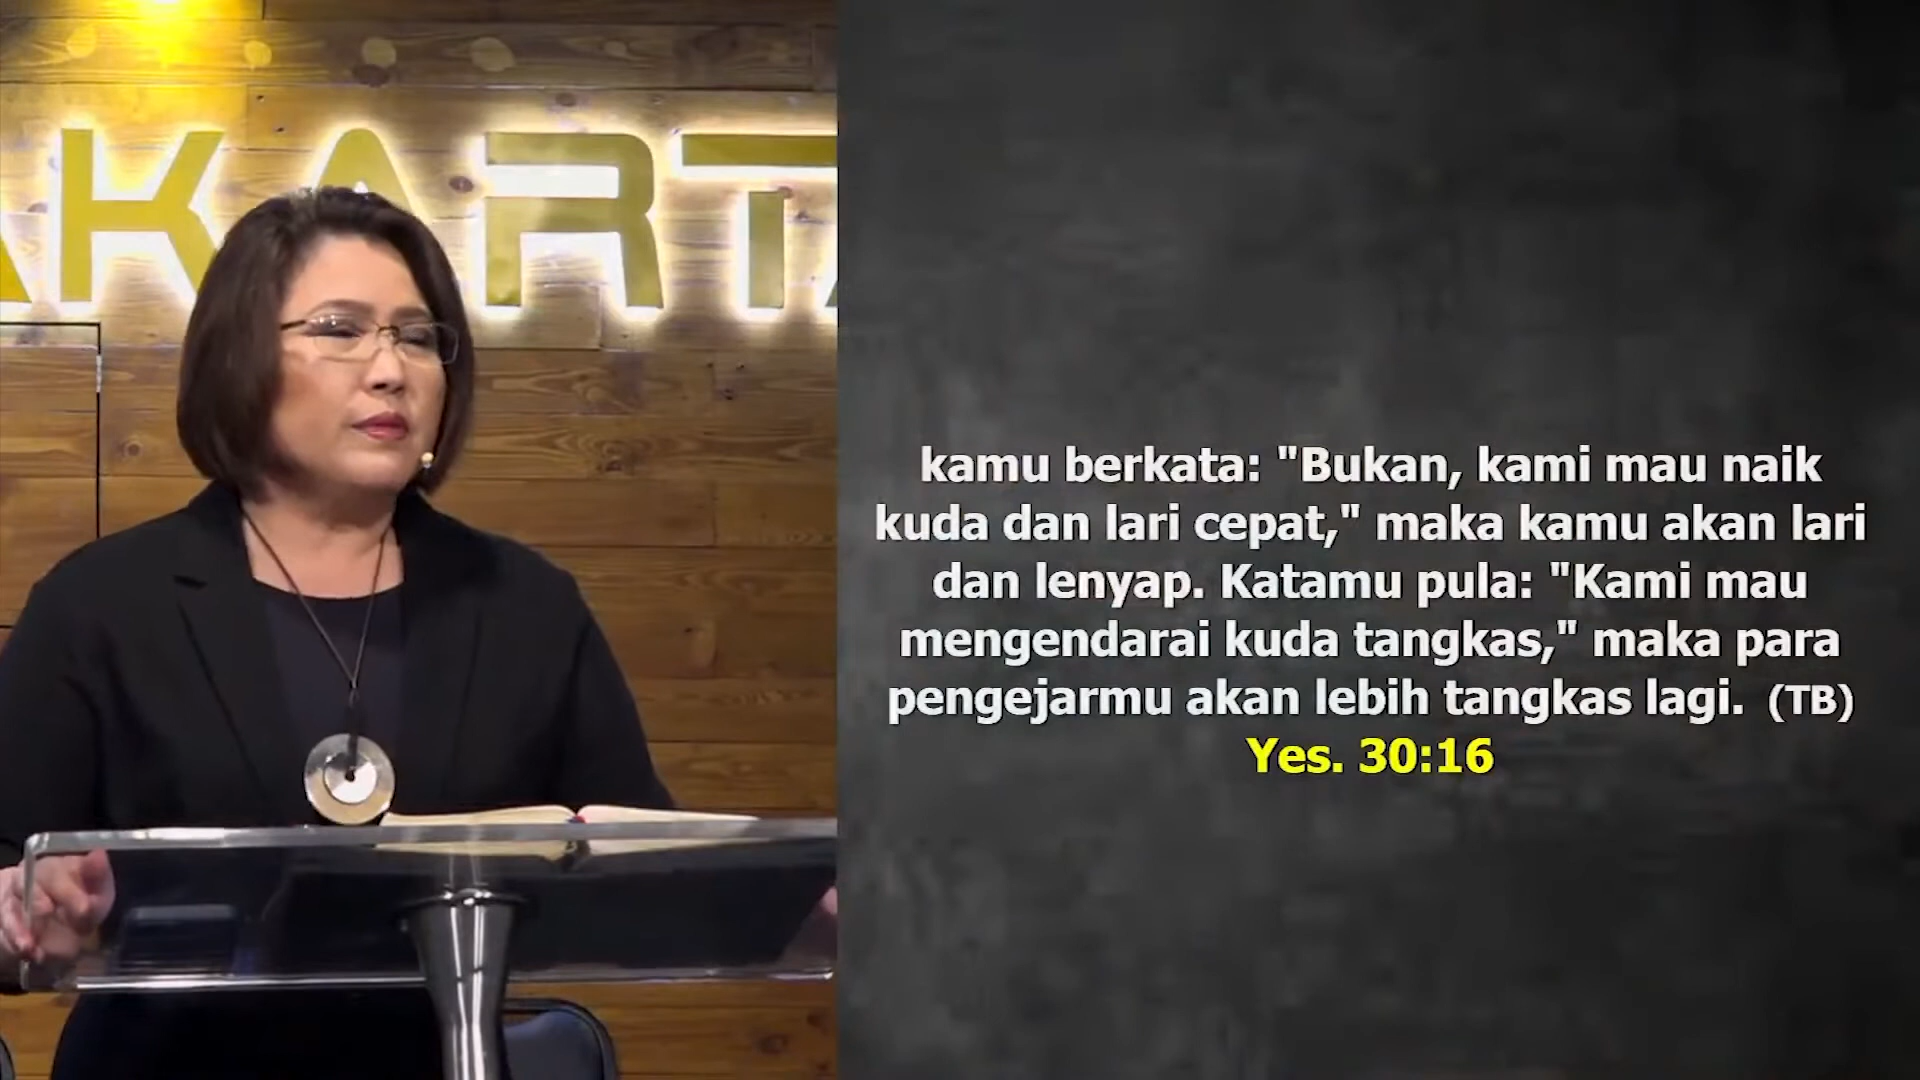 AKARTA
kamu berkata: "Bukan, kami mau naik
kuda dan lari cepat," maka kamu akan lari
dan lenyap. Katamu pula: "Kami mau
mengendarai kuda tangkas," maka para
pengejarmu akan lebih tangkas lagi. (TB)
Yes. 30:16